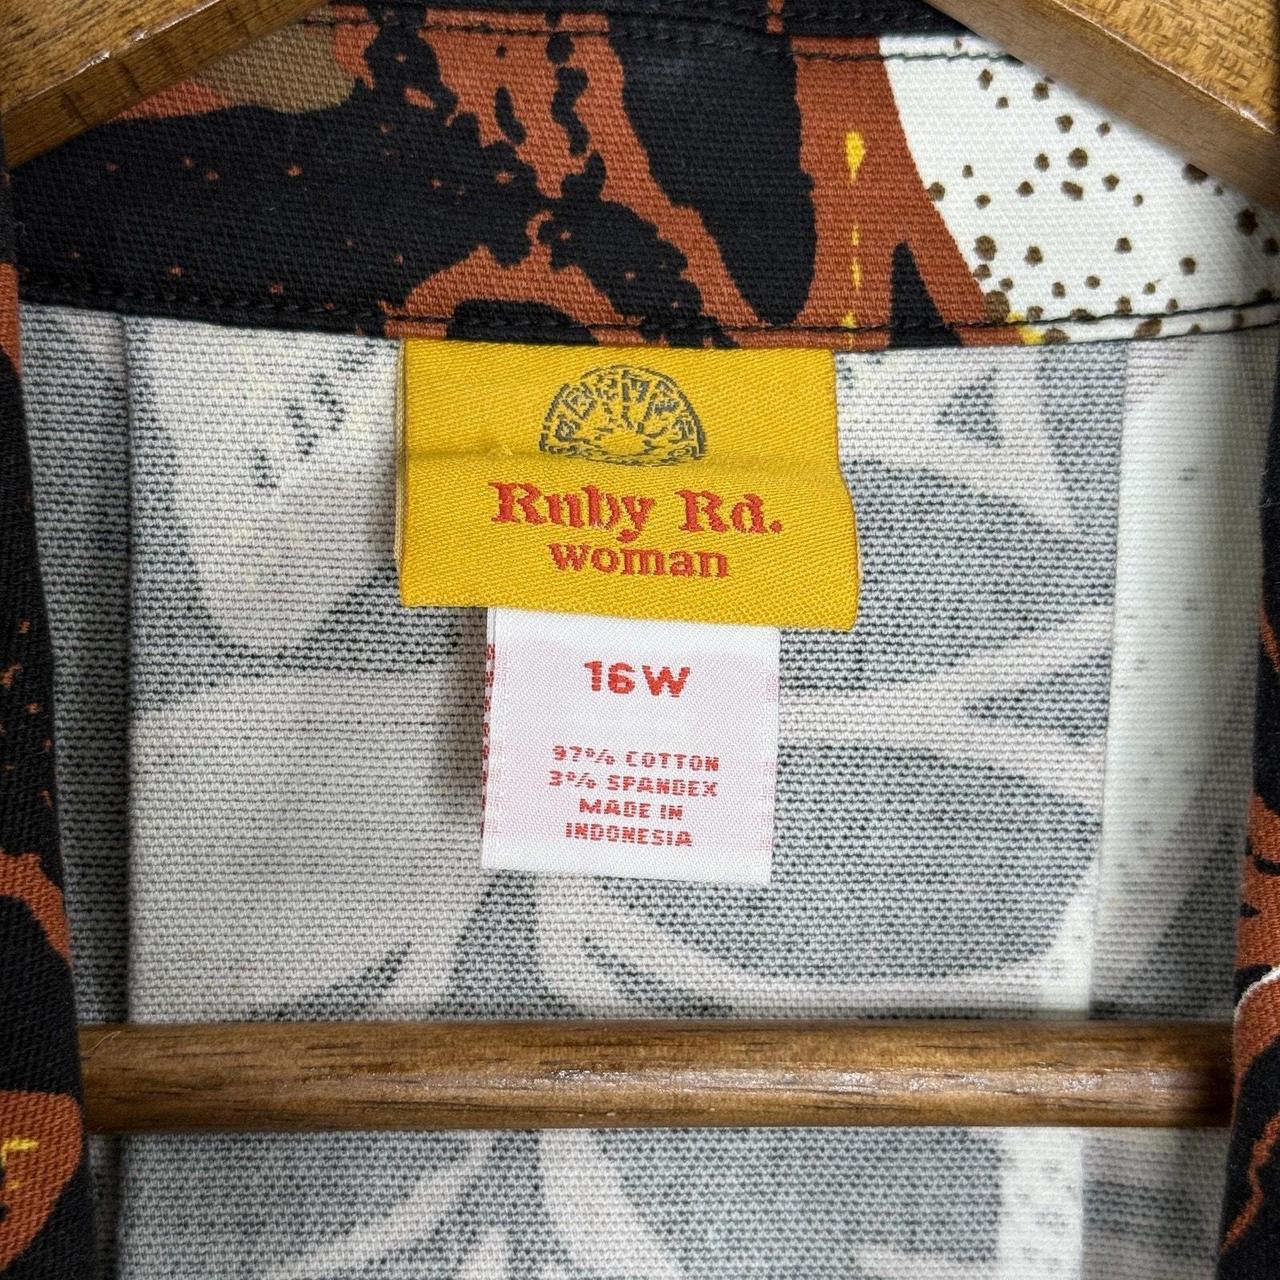 Ruby Rd.
woman
16W
97% COTTON
3% SPANDEX
MADE IN
INDONESIA